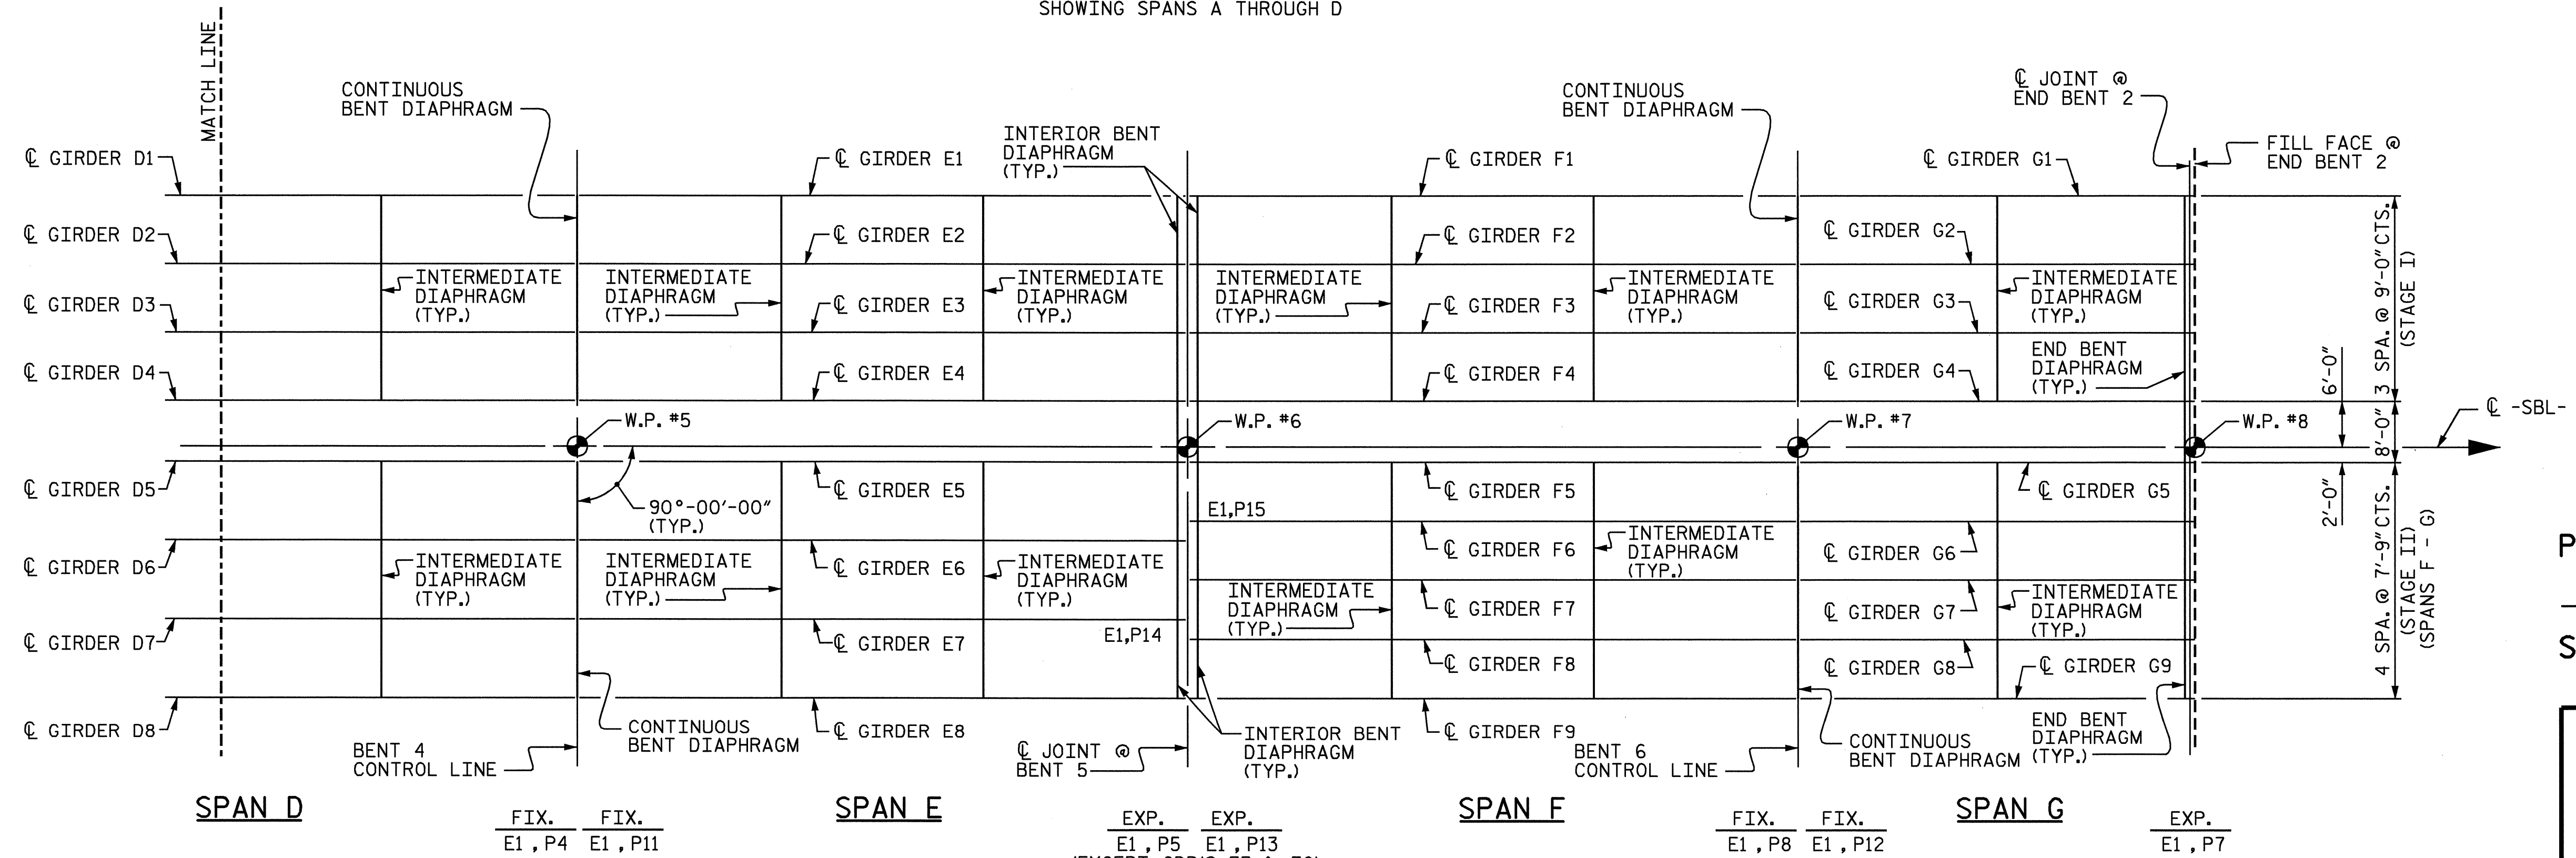 SHOWING SPANS A THROUGH D
MATCH LINE
CONTINUOUS
BENT DIAPHRAGM
INTERIOR BENT
DIAPHRAGM
(TYP.)
CONTINUOUS
BENT DIAPHRAGM
℄ JOINT @
END BENT 2
FILL FACE @
END BENT 2
℄ GIRDER D1
℄ GIRDER E1
℄ GIRDER F1
℄ GIRDER G1
℄ GIRDER D2
℄ GIRDER E2
℄ GIRDER F2
℄ GIRDER G2
INTERMEDIATE
DIAPHRAGM
(TYP.)
INTERMEDIATE
DIAPHRAGM
(TYP.)
INTERMEDIATE
DIAPHRAGM
(TYP.)
INTERMEDIATE
DIAPHRAGM
(TYP.)
INTERMEDIATE
DIAPHRAGM
(TYP.)
INTERMEDIATE
DIAPHRAGM
(TYP.)
℄ GIRDER D3
℄ GIRDER E3
℄ GIRDER F3
℄ GIRDER G3
℄ GIRDER D4
℄ GIRDER E4
℄ GIRDER F4
℄ GIRDER G4
END BENT
DIAPHRAGM
(TYP.)
3 SPA. @ 9'-0" CTS.
(STAGE I)
6'-0"
8'-0"
2'-0"
℄ -SBL-
W.P. #5
W.P. #6
W.P. #7
W.P. #8
90°-00'-00"
(TYP.)
℄ GIRDER D5
℄ GIRDER E5
℄ GIRDER F5
℄ GIRDER G5
E1,P15
℄ GIRDER D6
℄ GIRDER E6
℄ GIRDER F6
℄ GIRDER G6
INTERMEDIATE
DIAPHRAGM
(TYP.)
INTERMEDIATE
DIAPHRAGM
(TYP.)
INTERMEDIATE
DIAPHRAGM
(TYP.)
INTERMEDIATE
DIAPHRAGM
(TYP.)
INTERMEDIATE
DIAPHRAGM
(TYP.)
INTERMEDIATE
DIAPHRAGM
(TYP.)
4 SPA. @ 7'-9" CTS.
(STAGE II)
(SPANS F - G)
℄ GIRDER D7
℄ GIRDER E7
E1,P14
℄ GIRDER F7
℄ GIRDER G7
℄ GIRDER F8
℄ GIRDER G8
℄ GIRDER G9
℄ GIRDER D8
℄ GIRDER E8
℄ GIRDER F9
BENT 4
CONTROL LINE
CONTINUOUS
BENT DIAPHRAGM
℄ JOINT @
BENT 5
INTERIOR BENT
DIAPHRAGM
(TYP.)
BENT 6
CONTROL LINE
CONTINUOUS
BENT DIAPHRAGM
END BENT
DIAPHRAGM
(TYP.)
SPAN D
SPAN E
SPAN F
SPAN G
FIX.
E1 , P4
FIX.
E1 , P11
EXP.
E1 , P5
EXP.
E1 , P13
FIX.
E1 , P8
FIX.
E1 , P12
EXP.
E1 , P7
P
S